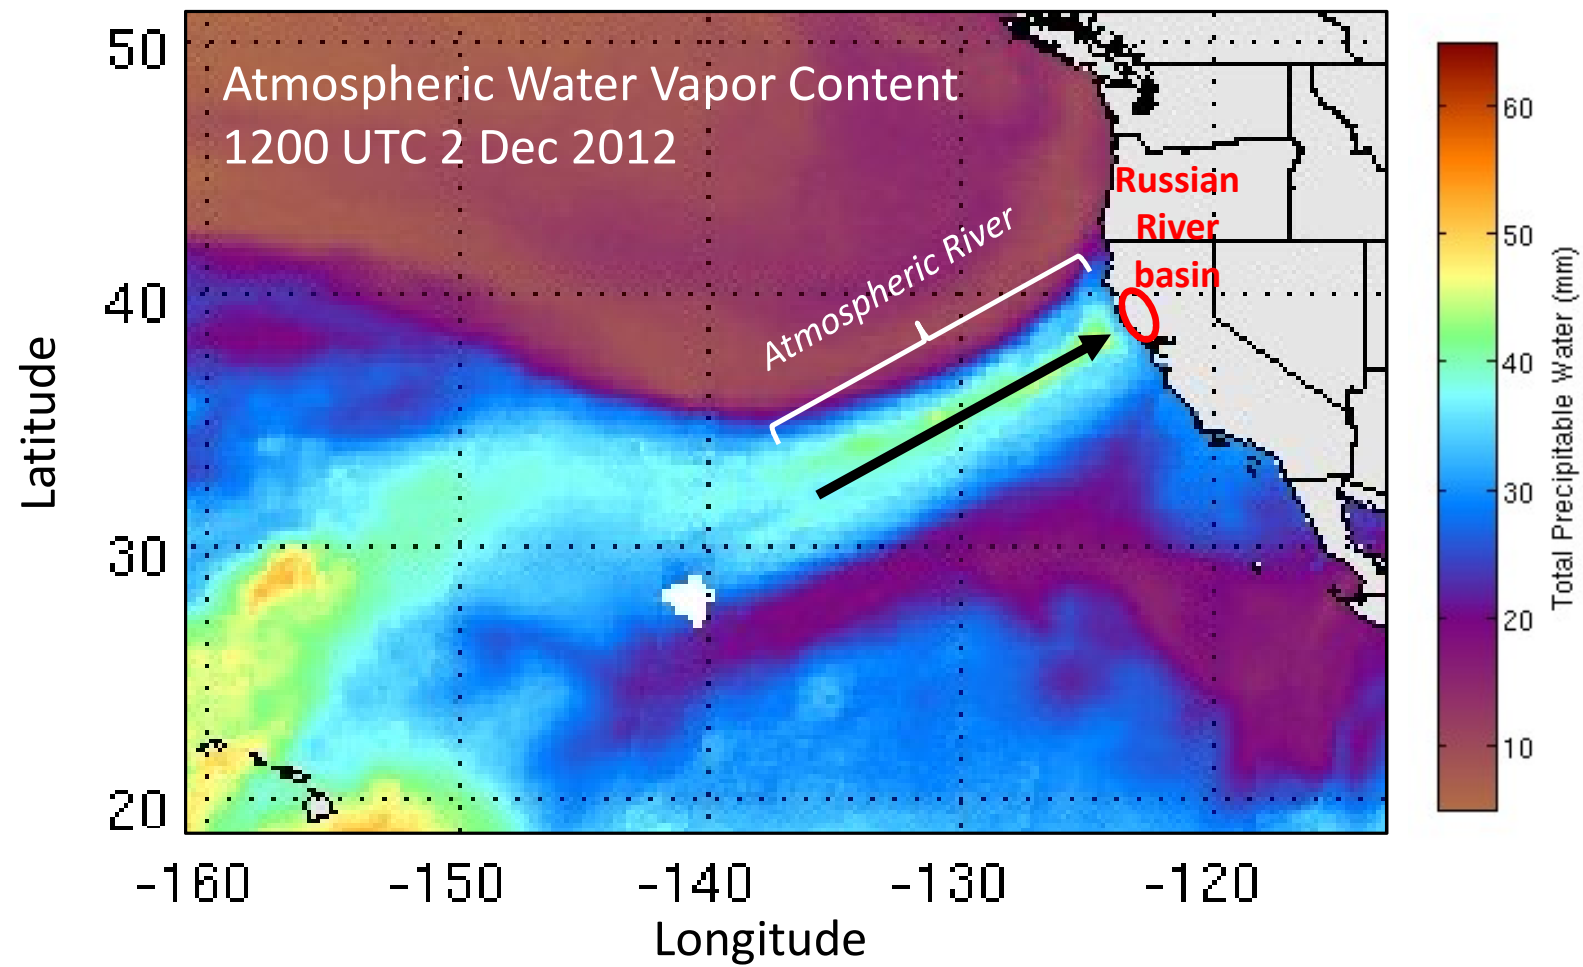 Atmospheric Water Vapor Content
1200 UTC 2 Dec 2012
Atmospheric River
Russian
River
basin
50
40
30
20
Latitude
-160
-150
-140
-130
-120
Longitude
60
50
40
30
20
10
Total Precipitable Water (mm)